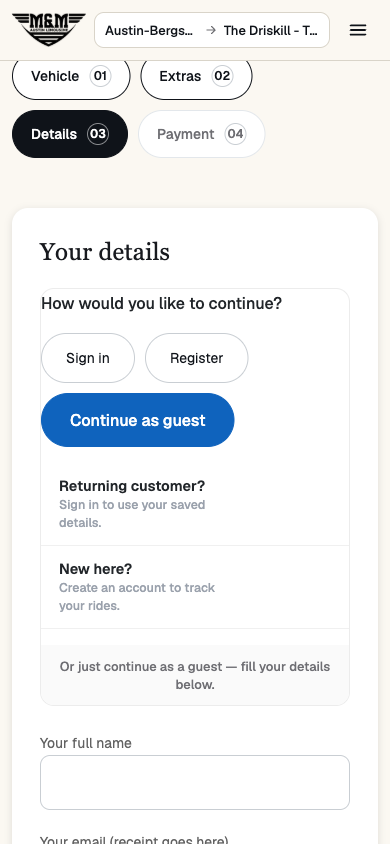 M&M
AUSTIN LIMOUSINE
Austin-Bergs... → The Driskill - T...
Vehicle 01
Extras 02
Details 03
Payment 04
Your details
How would you like to continue?
Sign in
Register
Continue as guest
Returning customer?
Sign in to use your saved
details.
New here?
Create an account to track
your rides.
Or just continue as a guest — fill your details
below.
Your full name
Your email (receipt goes here)